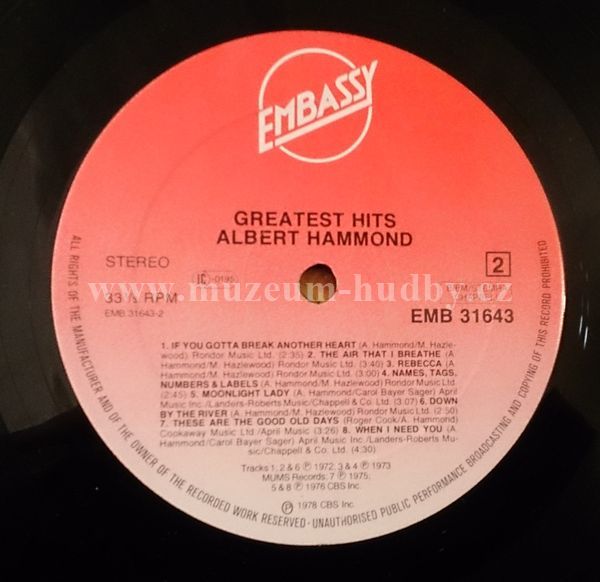 EMBASSY
GREATEST HITS
ALBERT HAMMOND
STEREO
LC-0195
2
33⅓ RPM
EMB 31643-2
EMB 31643
www.muzeum-hudby.cz
1. IF YOU GOTTA BREAK ANOTHER HEART (A. Hammond/M. Hazle-
wood) Rondor Music Ltd. (2:35) 2. THE AIR THAT I BREATHE (A.
Hammond/M. Hazlewood) Rondor Music Ltd. (3:40) 3. REBECCA (A.
Hammond/M. Hazlewood) Rondor Music Ltd. (3:00) 4. NAMES, TAGS,
NUMBERS & LABELS (A. Hammond/M. Hazlewood) Rondor Music Ltd.
(2:45) 5. MOONLIGHT LADY (A. Hammond/Carol Bayer Sager) April
Music Inc./Landers-Roberts Music/Chappell & Co. Ltd. (3:07) 6. DOWN
BY THE RIVER (A. Hammond/M. Hazlewood) Rondor Music Ltd. (2:50)
7. THESE ARE THE GOOD OLD DAYS (Roger Cook/A. Hammond)
Cookaway Music Ltd./April Music (3:26) 8. WHEN I NEED YOU (A.
Hammond/Carol Bayer Sager) April Music Inc./Landers-Roberts Mu-
sic/Chappell & Co. Ltd. (4:30)
Tracks 1, 2 & 6 ℗ 1972; 3 & 4 ℗ 1973
MUMS Records; 7 ℗ 1975;
5 & 8 ℗ 1976 CBS Inc.
℗ 1978 CBS Inc.
ALL RIGHTS OF THE MANUFACTURER AND OF THE OWNER OF THE RECORDED WORK RESERVED - UNAUTHORISED PUBLIC PERFORMANCE BROADCASTING AND COPYING OF THIS RECORD PROHIBITED